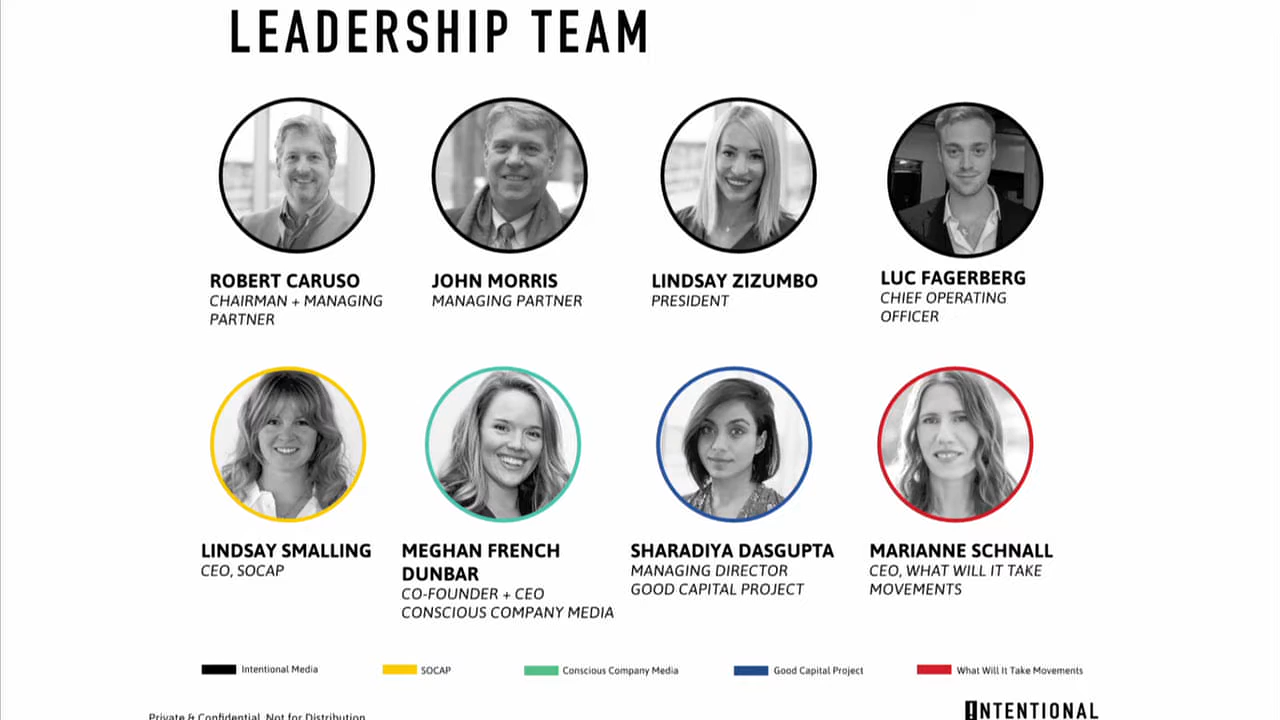 LEADERSHIP TEAM
ROBERT CARUSO
CHAIRMAN + MANAGING
PARTNER
JOHN MORRIS
MANAGING PARTNER
LINDSAY ZIZUMBO
PRESIDENT
LUC FAGERBERG
CHIEF OPERATING
OFFICER
LINDSAY SMALLING
CEO, SOCAP
MEGHAN FRENCH
DUNBAR
CO-FOUNDER + CEO
CONSCIOUS COMPANY MEDIA
SHARADIYA DASGUPTA
MANAGING DIRECTOR
GOOD CAPITAL PROJECT
MARIANNE SCHNALL
CEO, WHAT WILL IT TAKE
MOVEMENTS
Intentional Media
SOCAP
Conscious Company Media
Good Capital Project
What Will It Take Movements
Private & Confidential. Not for Distribution
INTENTIONAL